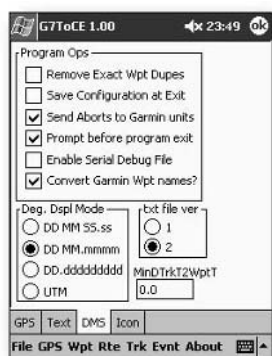 G7ToCE 1.00 23:49 ok
Program Ops
Remove Exact Wpt Dupes
Save Configuration at Exit
Send Aborts to Garmin units
Prompt before program exit
Enable Serial Debug File
Convert Garmin Wpt names?
Deg. Dspl Mode
DD MM SS.ss
DD MM.mmmm
DD.ddddddddd
UTM
txt file ver
1
2
MinDTrkT2WptT
0.0
GPS Text DMS Icon
File GPS Wpt Rte Trk Evnt About